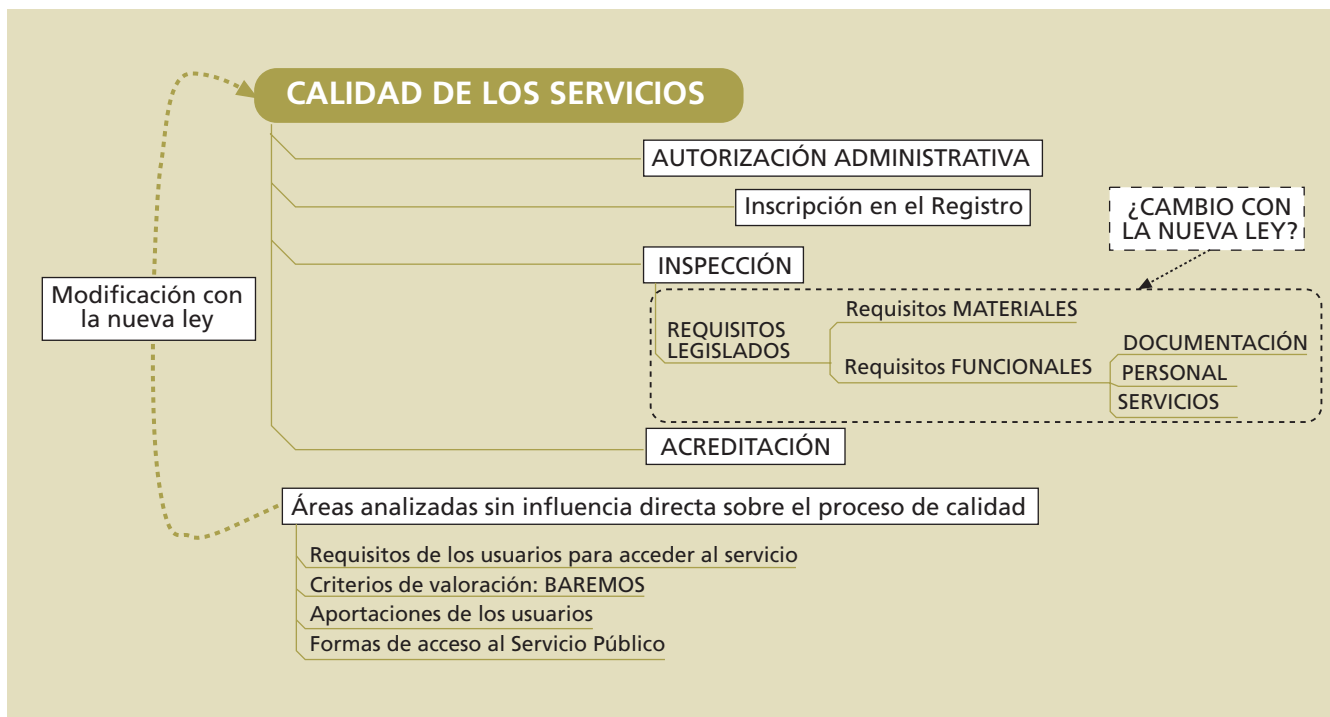 CALIDAD DE LOS SERVICIOS
AUTORIZACIÓN ADMINISTRATIVA
Inscripción en el Registro
¿CAMBIO CON
LA NUEVA LEY?
INSPECCIÓN
Modificación con
la nueva ley
REQUISITOS
LEGISLADOS
Requisitos MATERIALES
Requisitos FUNCIONALES
DOCUMENTACIÓN
PERSONAL
SERVICIOS
ACREDITACIÓN
Áreas analizadas sin influencia directa sobre el proceso de calidad
Requisitos de los usuarios para acceder al servicio
Criterios de valoración: BAREMOS
Aportaciones de los usuarios
Formas de acceso al Servicio Público